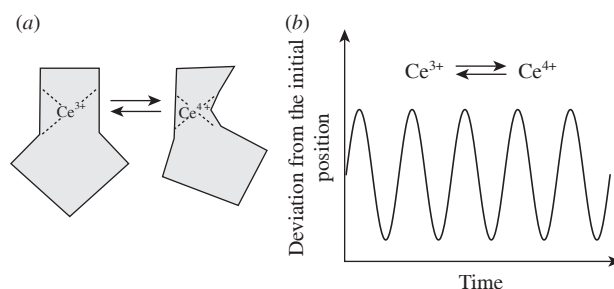 (a)
Ce³⁺
Ce⁴⁺
(b)
Deviation from the initial
position
Ce³⁺ ⇌ Ce⁴⁺
Time